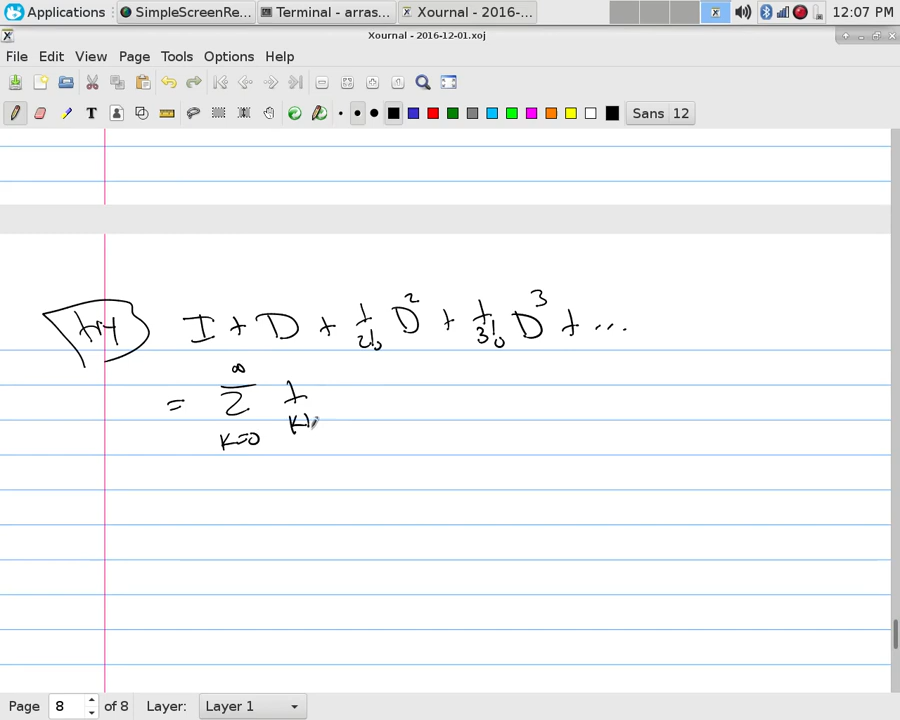 Applications SimpleScreenRe... Terminal - arras... Xournal - 2016-... 12:07 PM
Xournal - 2016-12-01.xoj
File Edit View Page Tools Options Help
Sans 12
try I + D + 1/2! D² + 1/3! D³ + ...
= ∑ k=0 ∞ 1/k!
Page 8 of 8 Layer: Layer 1